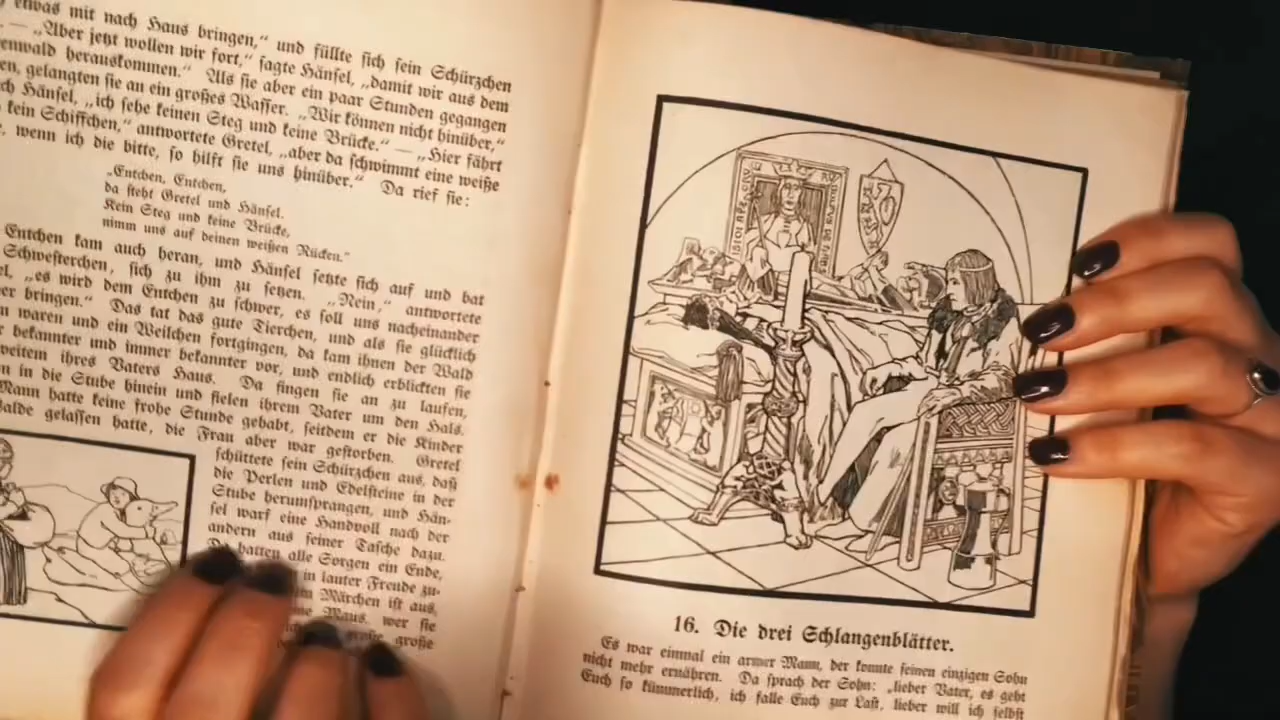 etwas mit nach Haus bringen,“ und füllte sich sein Schürzchen
— „Aber jetzt wollen wir fort,“ sagte Hänsel, „damit wir aus dem
herauskommen.“ Als sie aber ein paar Stunden gegangen
gelangten sie an ein großes Wasser. „Wir können nicht hinüber,“
Hänsel, „ich sehe keinen Steg und keine Brücke.“ — „Hier fährt
kein Schiffchen,“ antwortete Gretel, „aber da schwimmt eine weiße
wenn ich die bitte, so hilft sie uns hinüber.“ Da rief sie:
„Entchen, Entchen,
da steht Gretel und Hänsel.
Kein Steg und keine Brücke,
nimm uns auf deinen weißen Rücken.“
Entchen kam auch heran, und Hänsel setzte sich auf und bat
Schwesterchen, sich zu ihm zu setzen. „Nein,“ antwortete
„es wird dem Entchen zu schwer, es soll uns nacheinander
bringen.“ Das tat das gute Tierchen, und als sie glücklich
waren und ein Weilchen fortgingen, da kam ihnen der Wald
bekannter und immer bekannter vor, und endlich erblickten sie
weitem ihres Vaters Haus. Da fingen sie an zu laufen,
in die Stube hinein und fielen ihrem Vater um den Hals.
Mann hatte keine frohe Stunde gehabt, seitdem er die Kinder
gelassen hatte, die Frau aber war gestorben. Gretel
schüttete sein Schürzchen aus, daß
die Perlen und Edelsteine in der
Stube herumsprangen, und Hän-
sel warf eine Handvoll nach der
andern aus seiner Tasche dazu.
hatten alle Sorgen ein Ende,
in lauter Freude zu-
Märchen ist aus,
Maus, wer sie
große, große
16. Die drei Schlangenblätter.
Es war einmal ein armer Mann, der konnte seinen einzigen Sohn
nicht mehr ernähren. Da sprach der Sohn: „lieber Vater, es geht
Euch so kümmerlich, ich falle Euch zur Last, lieber will ich selbst